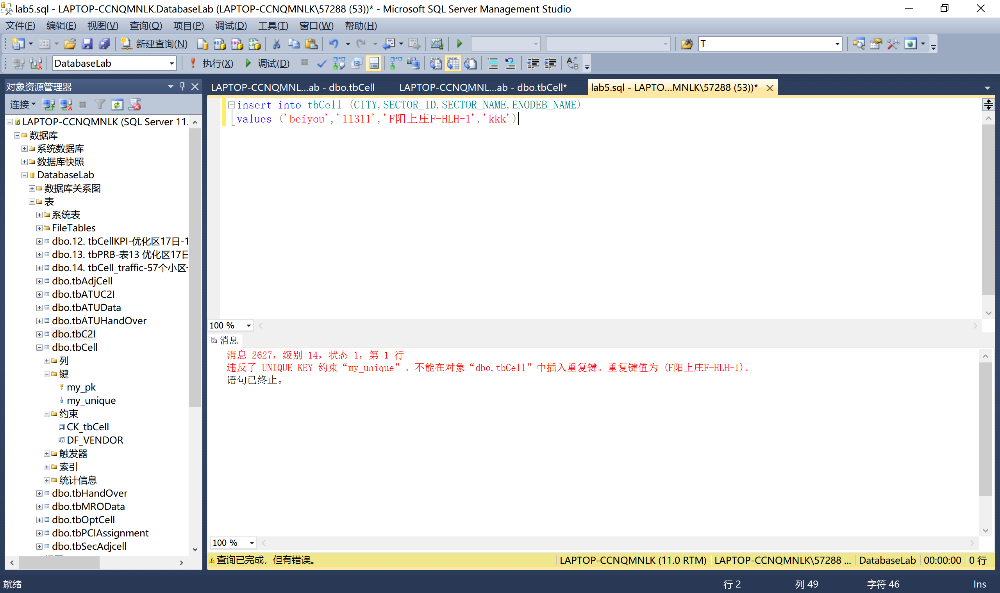 lab5.sql - LAPTOP-CCNQMNLK.DatabaseLab (LAPTOP-CCNQMNLK\57288 (53))* - Microsoft SQL Server Management Studio
文件(F) 编辑(E) 视图(V) 查询(Q) 项目(P) 调试(D) 工具(T) 窗口(W) 帮助(H)
新建查询(N) T
DatabaseLab 执行(X) 调试(D)
对象资源管理器
连接
LAPTOP-CCNQMNLK (SQL Server 11.
数据库
系统数据库
数据库快照
DatabaseLab
数据库关系图
表
系统表
FileTables
dbo.12. tbCellKPI-优化区17日-1
dbo.13. tbPRB-表13 优化区17日
dbo.14. tbCell_traffic-57个小区-
dbo.tbAdjCell
dbo.tbATUC2I
dbo.tbATUData
dbo.tbATUHandOver
dbo.tbC2I
dbo.tbCell
列
键
my_pk
my_unique
约束
CK_tbCell
DF_VENDOR
触发器
索引
统计信息
dbo.tbHandOver
dbo.tbMROData
dbo.tbOptCell
dbo.tbPCIAssignment
dbo.tbSecAdjcell
LAPTOP-CCNQMNL...ab - dbo.tbCell LAPTOP-CCNQMNL...ab - dbo.tbCell* lab5.sql - LAPTO...MNLK\57288 (53))*
insert into tbCell (CITY,SECTOR_ID,SECTOR_NAME,ENODEB_NAME)
values ('beiyou','11311','F阳上庄F-HLH-1','kkk')
100 %
消息
消息 2627，级别 14，状态 1，第 1 行
违反了 UNIQUE KEY 约束“my_unique”。不能在对象“dbo.tbCell”中插入重复键。重复键值为 (F阳上庄F-HLH-1)。
语句已终止。
100 %
查询已完成，但有错误。 LAPTOP-CCNQMNLK (11.0 RTM) LAPTOP-CCNQMNLK\57288 ... DatabaseLab 00:00:00 0 行
就绪 行 2 列 49 字符 46 Ins